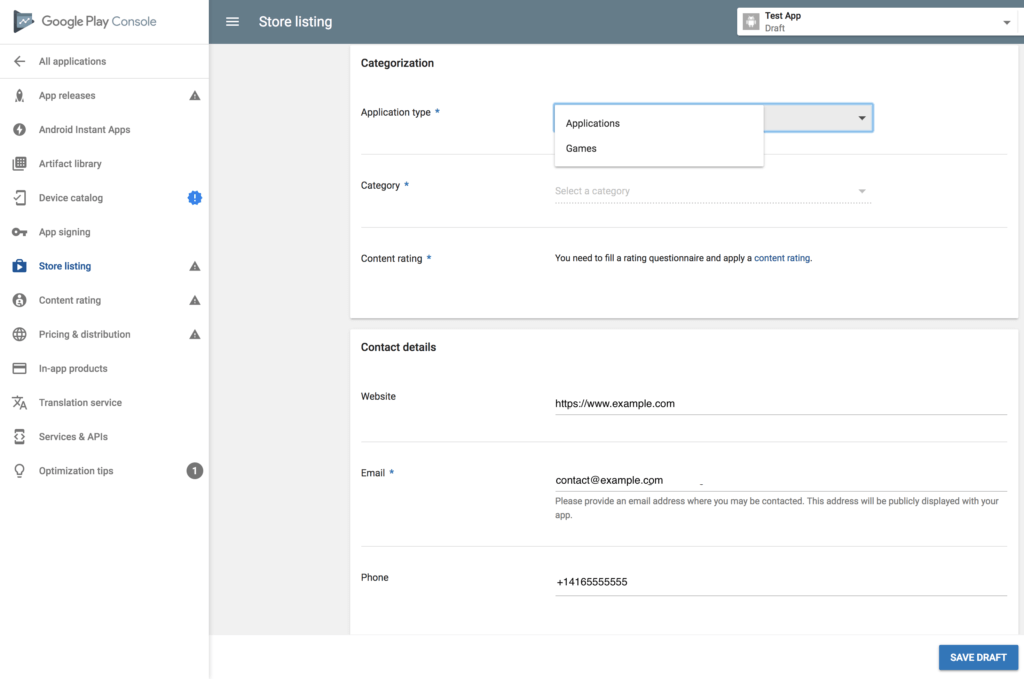 Google Play Console
Store listing
Test App
Draft
All applications
App releases
Android Instant Apps
Artifact library
Device catalog
App signing
Store listing
Content rating
Pricing & distribution
In-app products
Translation service
Services & APIs
Optimization tips
1
Categorization
Application type *
Applications
Games
Category *
Select a category
Content rating *
You need to fill a rating questionnaire and apply a content rating.
Contact details
Website
https://www.example.com
Email *
contact@example.com
Please provide an email address where you may be contacted. This address will be publicly displayed with your
app.
Phone
+14165555555
SAVE DRAFT